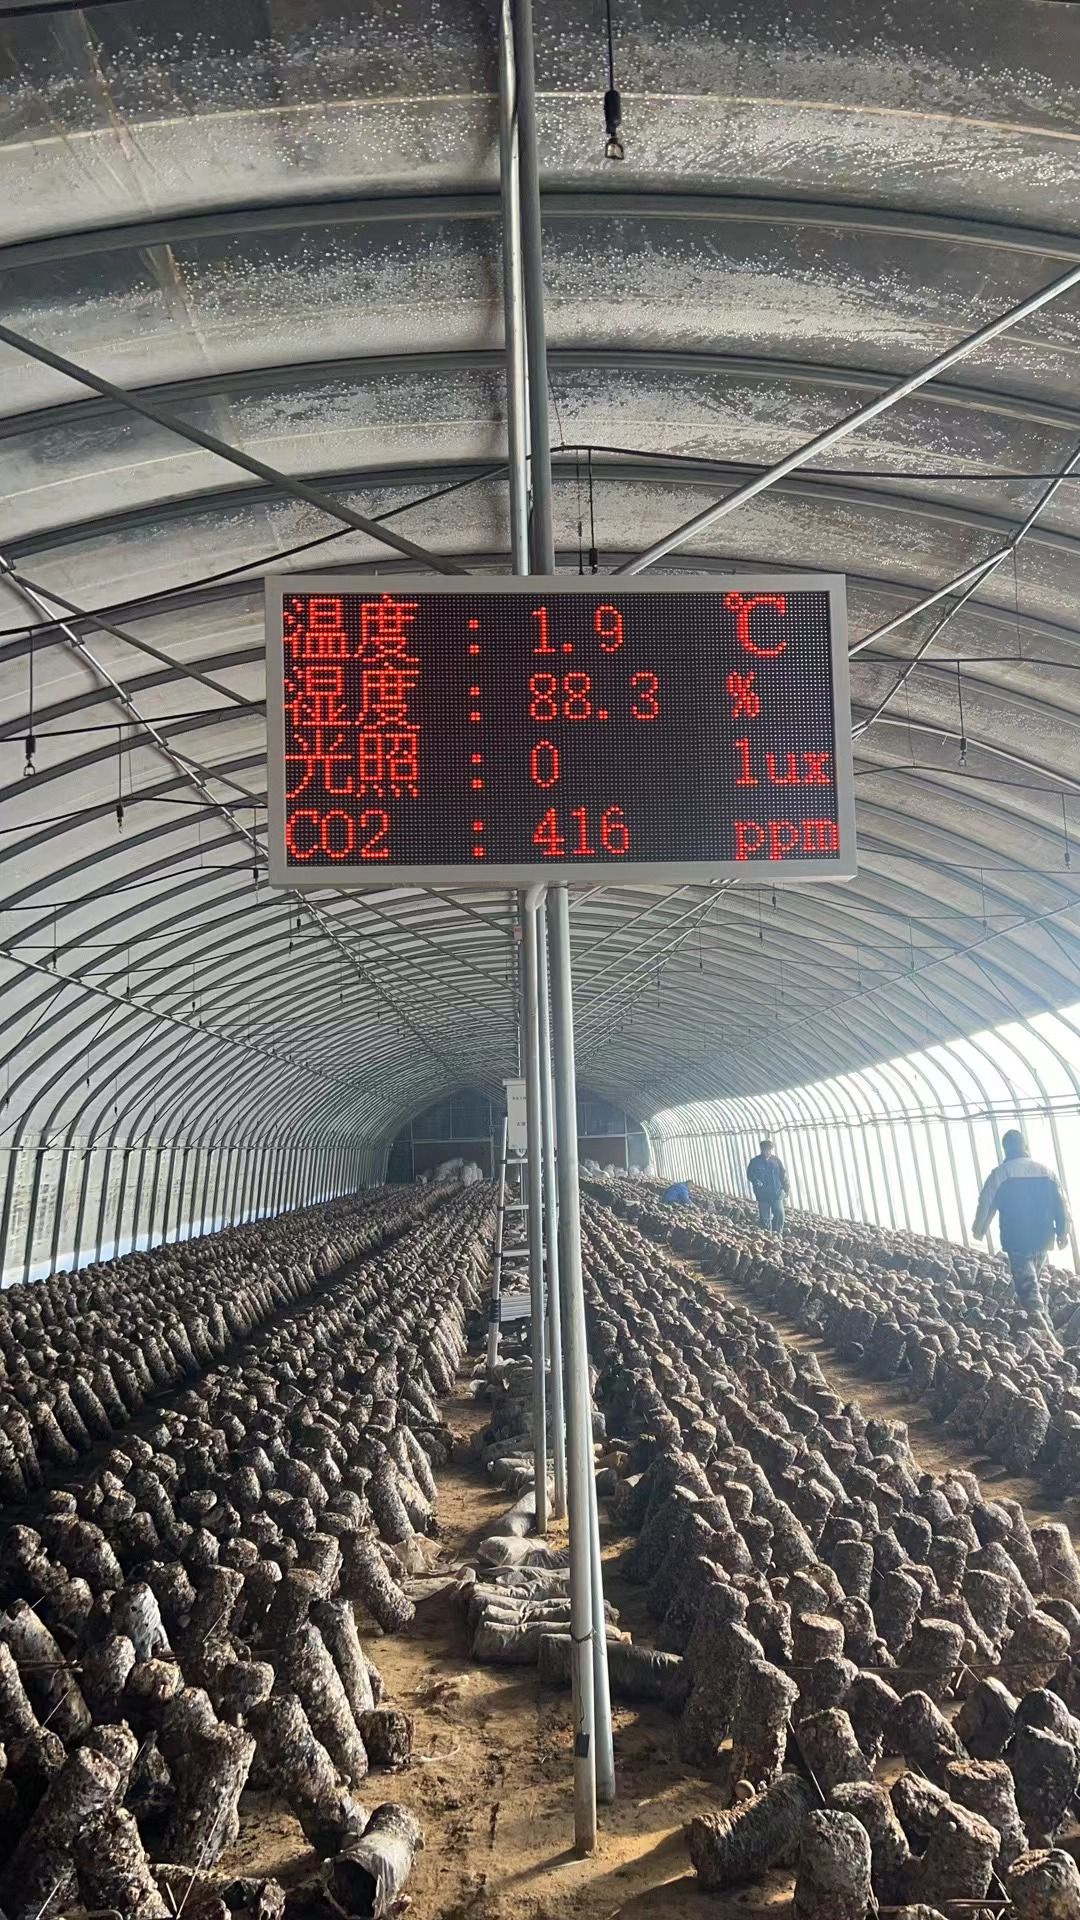 温度 : 1.9 ℃
湿度 : 88.3 %
光照 : 0 lux
CO2 : 416 ppm